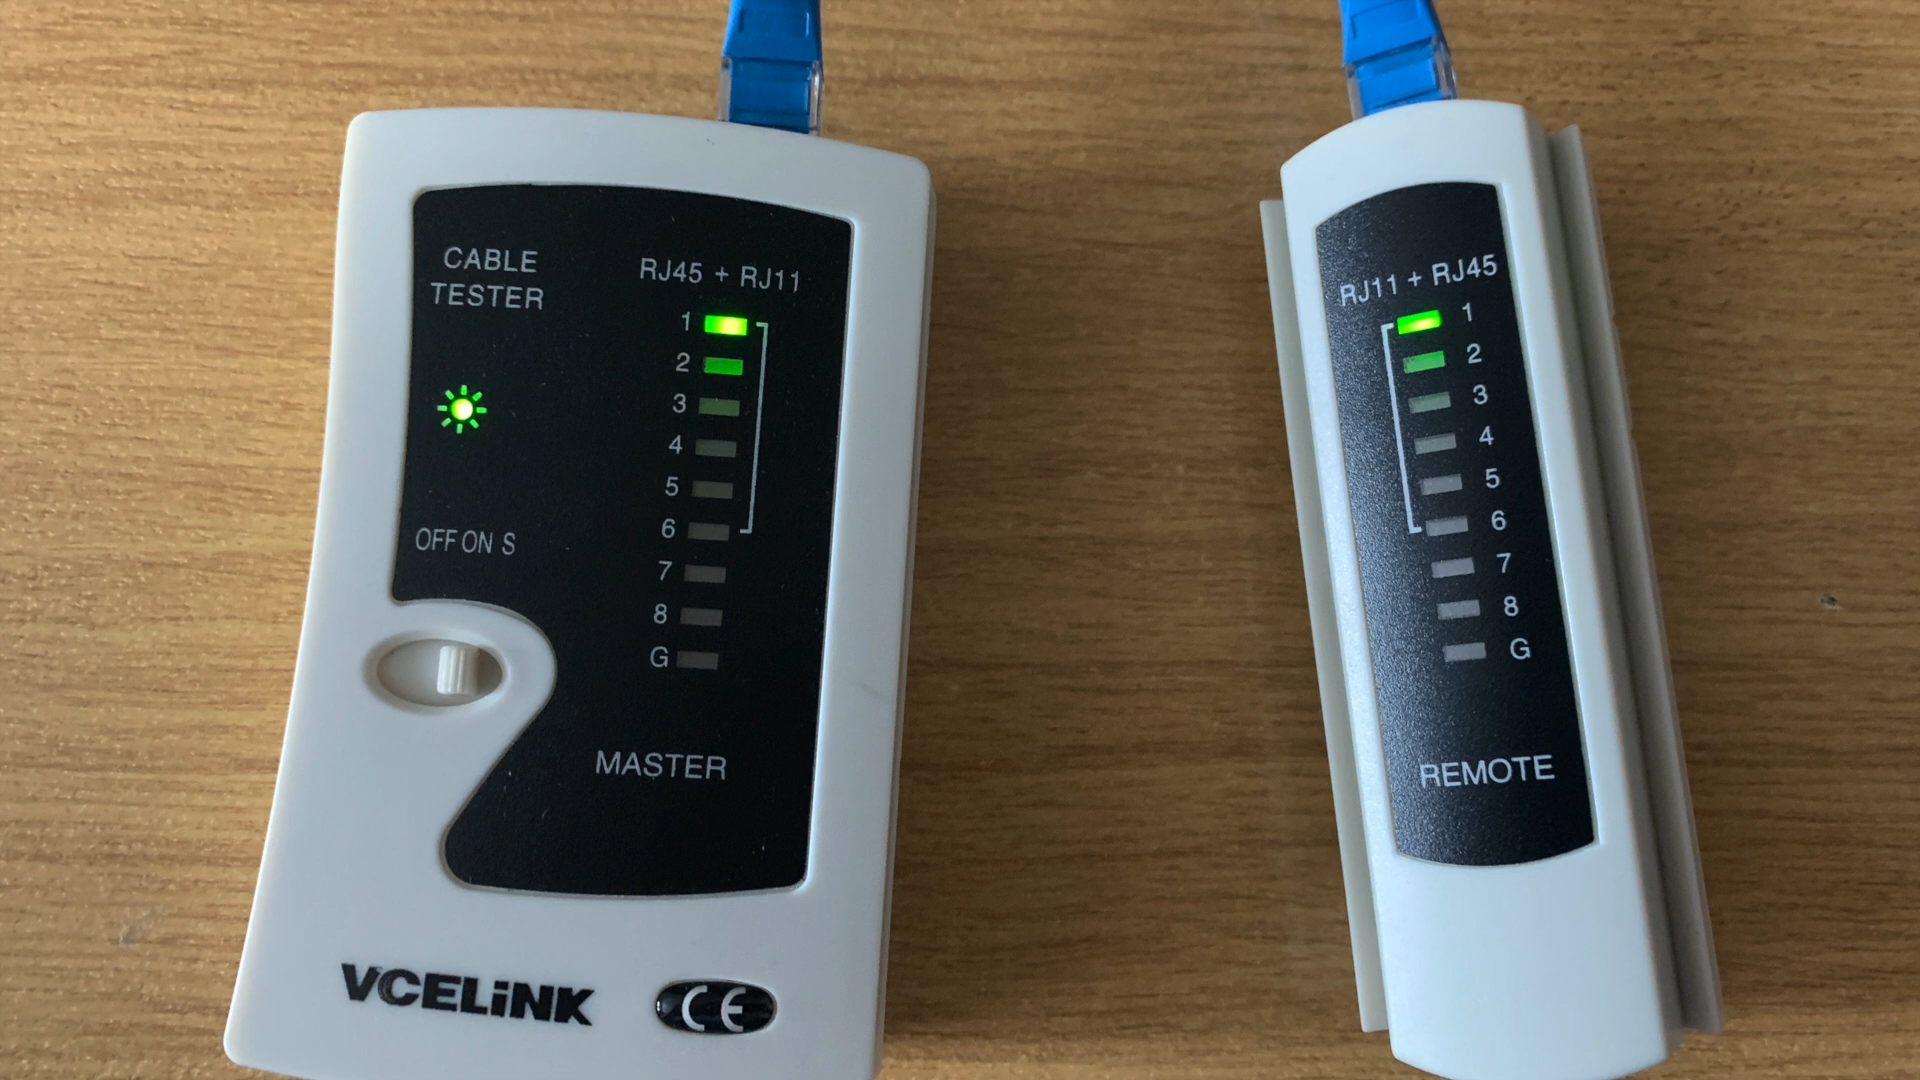 CABLE
TESTER
RJ45 + RJ11
1
2
3
4
5
6
7
8
G
OFF ON S
MASTER
VCELiNK
CE
RJ11 + RJ45
1
2
3
4
5
6
7
8
G
REMOTE